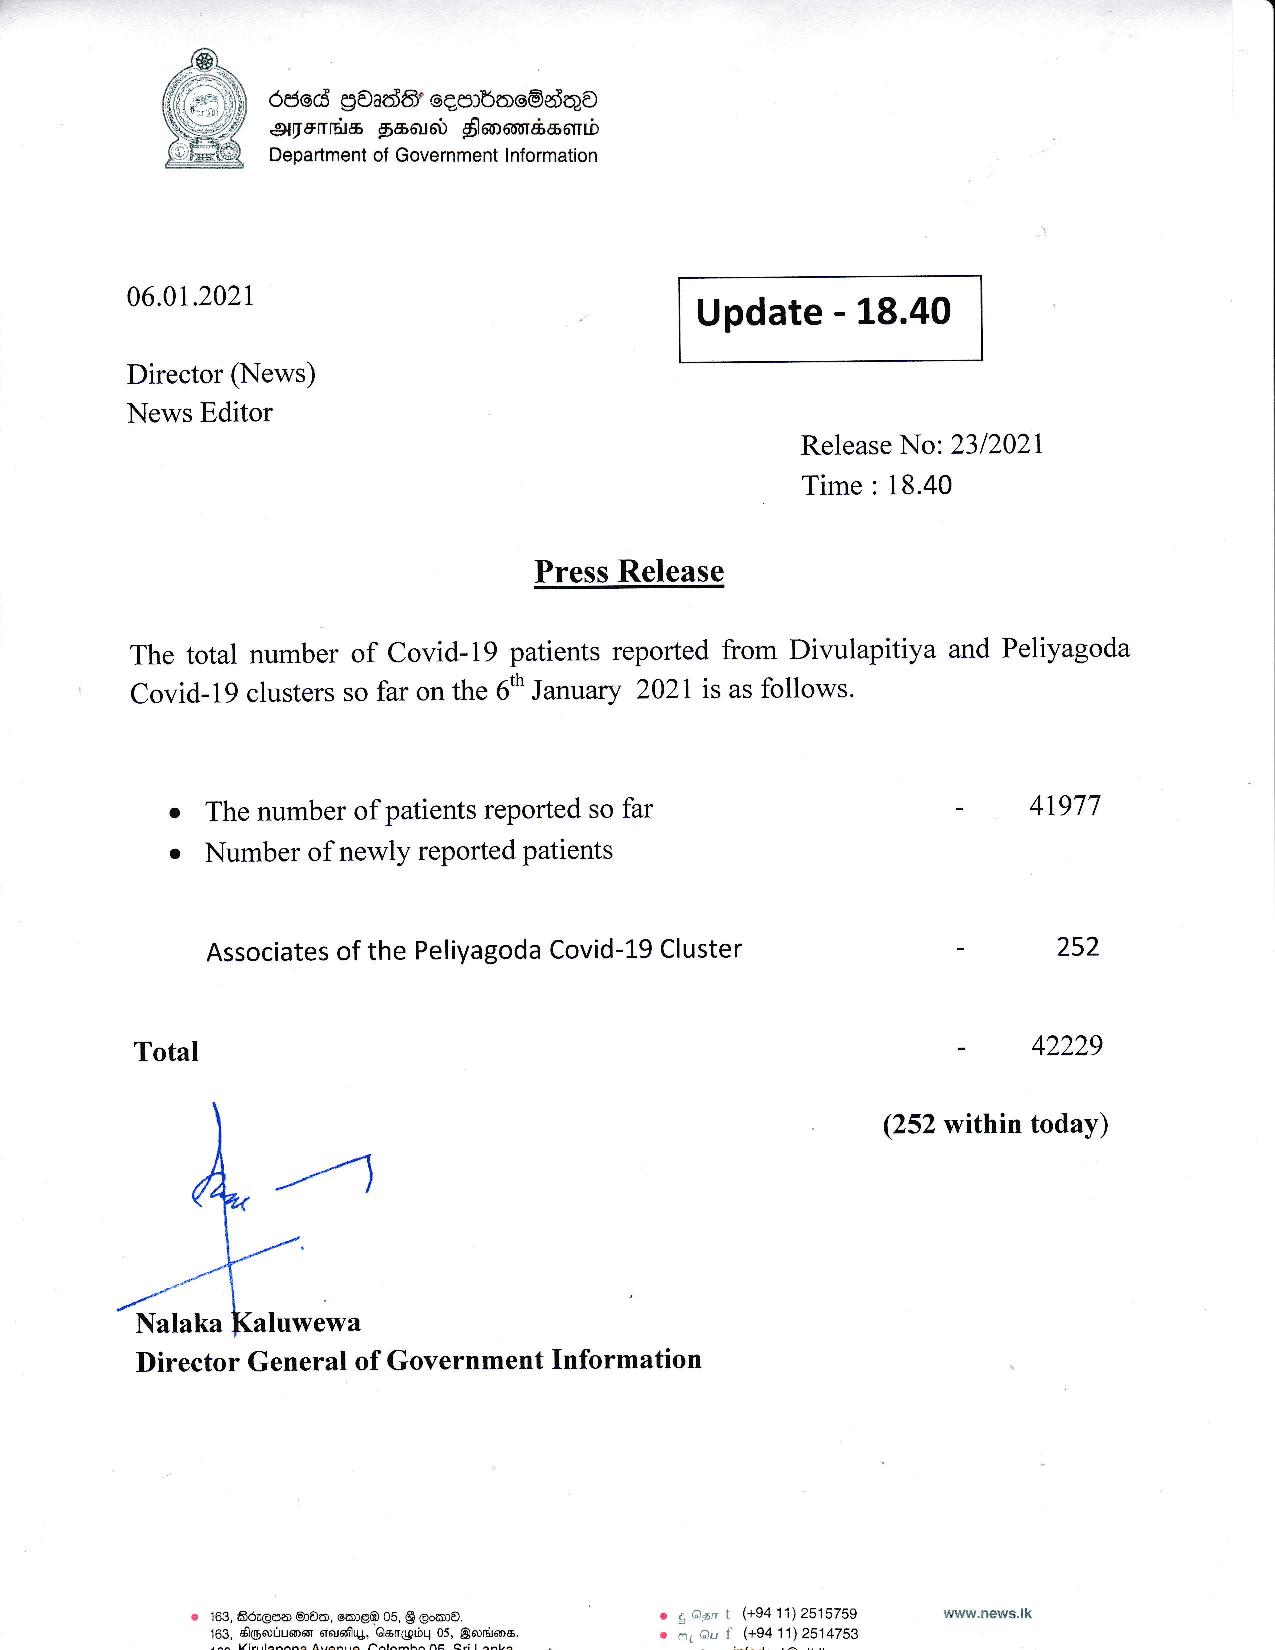 රජයේ ප්‍රවෘත්ති දෙපාර්තමේන්තුව
அரசாங்க தகவல் திணைக்களம்
Department of Government Information
06.01.2021
Update - 18.40
Director (News)
News Editor
Release No: 23/2021
Time : 18.40
Press Release
The total number of Covid-19 patients reported from Divulapitiya and Peliyagoda
Covid-19 clusters so far on the 6th January 2021 is as follows.
• The number of patients reported so far - 41977
• Number of newly reported patients
Associates of the Peliyagoda Covid-19 Cluster - 252
Total - 42229
(252 within today)
Nalaka Kaluwewa
Director General of Government Information
• 163, කිරුලපන මාවත, කොළඹ 05, ශ්‍රී ලංකාව. • දු தொ t (+94 11) 2515759 www.news.lk
163, கிருலப்பனை எவனியூ, கொழும்பு 05, இலங்கை. • ෆැ பெ f (+94 11) 2514753
Kirulapona Avenue, Colombo 05, Sri Lanka